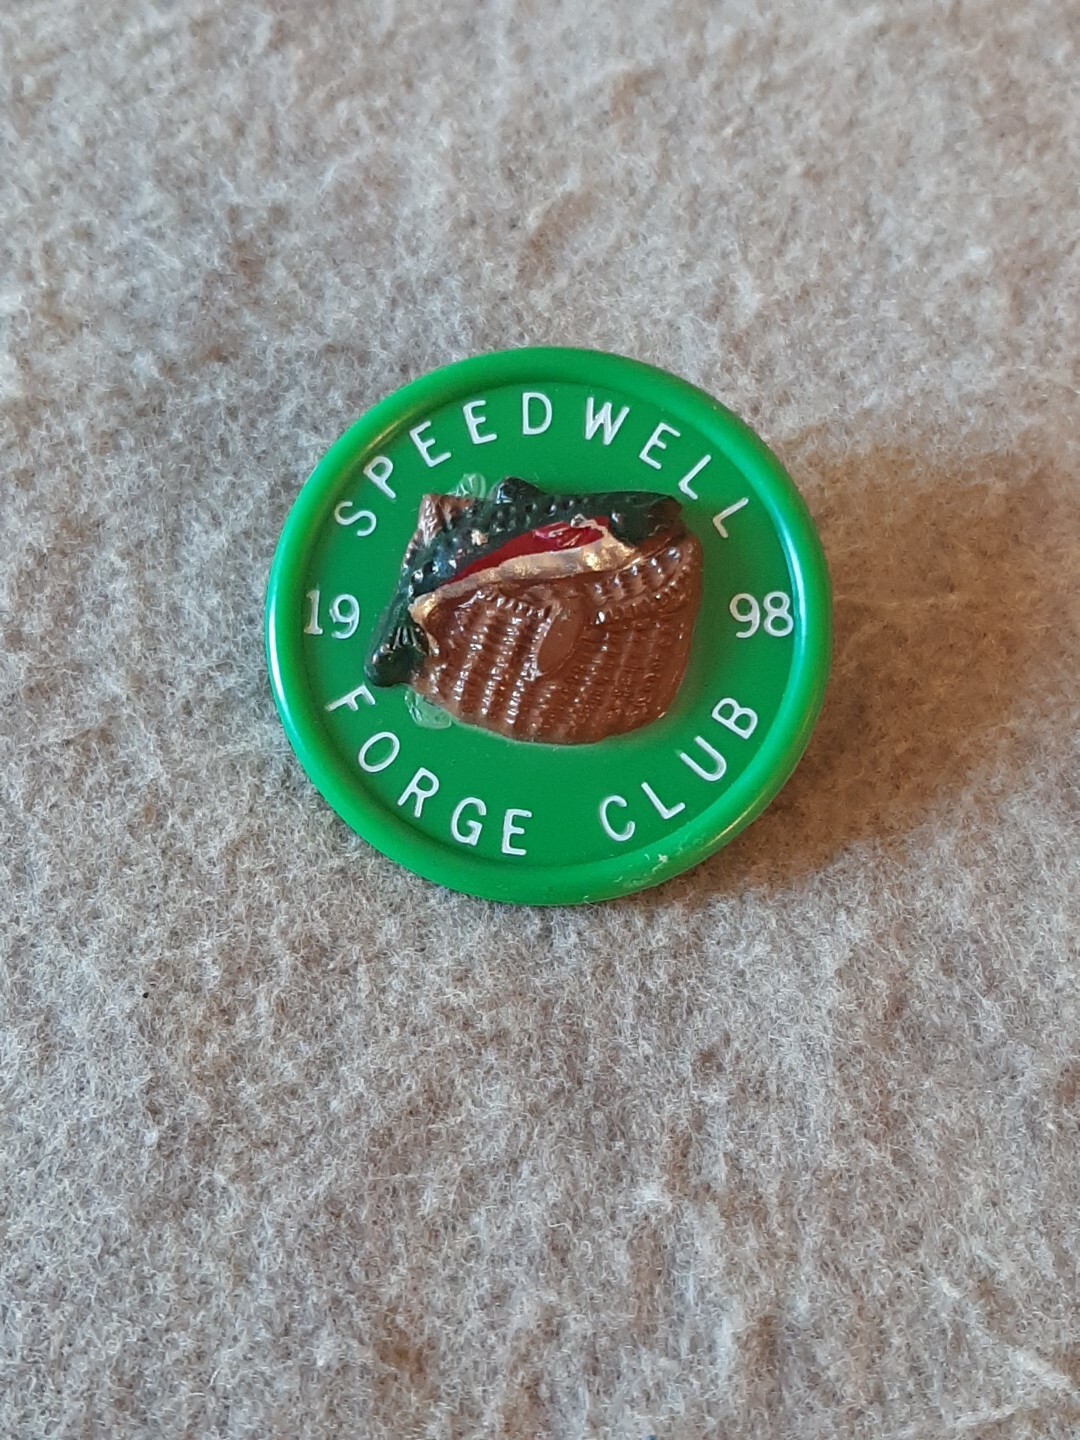 SPEEDWELL
19 98
FORGE CLUB